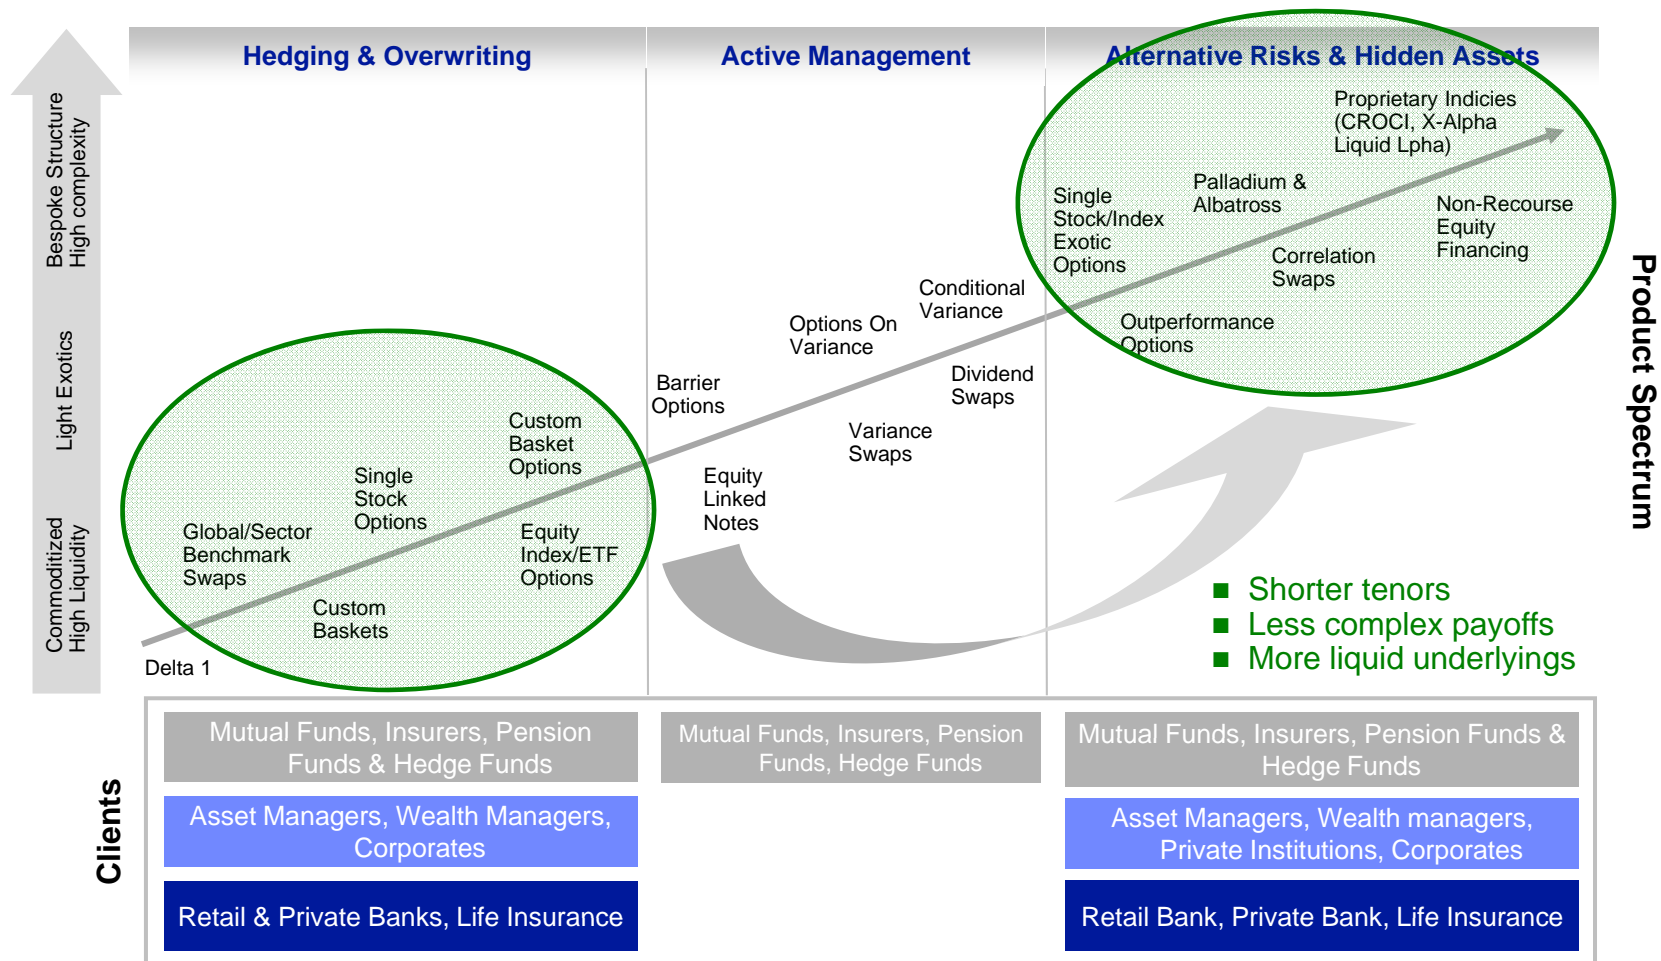 Hedging & Overwriting
Active Management
Alternative Risks & Hidden Assets
Bespoke Structure
High complexity
Light Exotics
Commoditized
High Liquidity
Product Spectrum
Proprietary Indicies
(CROCI, X-Alpha
Liquid Lpha)
Single
Stock/Index
Exotic
Options
Palladium &
Albatross
Non-Recourse
Equity
Financing
Correlation
Swaps
Outperformance
Options
Conditional
Variance
Options On
Variance
Dividend
Swaps
Barrier
Options
Variance
Swaps
Equity
Linked
Notes
Custom
Basket
Options
Single
Stock
Options
Global/Sector
Benchmark
Swaps
Equity
Index/ETF
Options
Custom
Baskets
Delta 1
■ Shorter tenors
■ Less complex payoffs
■ More liquid underlyings
Clients
Mutual Funds, Insurers, Pension
Funds & Hedge Funds
Mutual Funds, Insurers, Pension
Funds, Hedge Funds
Mutual Funds, Insurers, Pension Funds &
Hedge Funds
Asset Managers, Wealth Managers,
Corporates
Asset Managers, Wealth managers,
Private Institutions, Corporates
Retail & Private Banks, Life Insurance
Retail Bank, Private Bank, Life Insurance